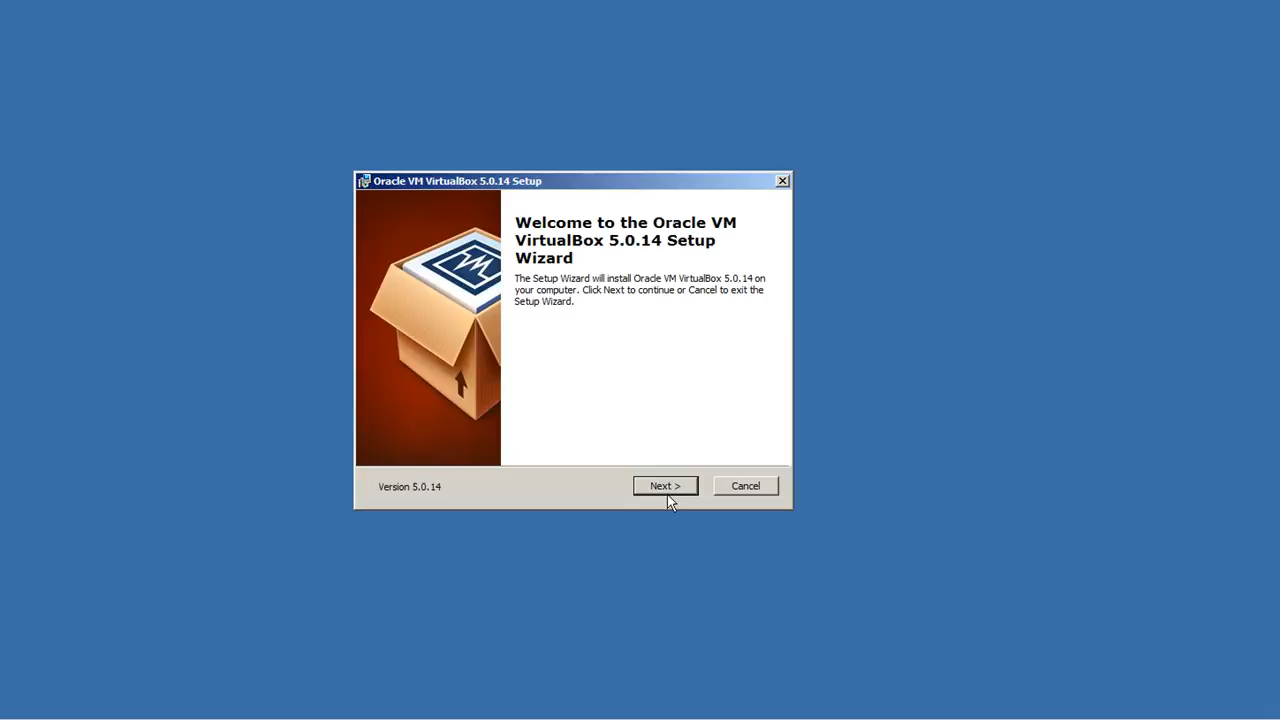 Oracle VM VirtualBox 5.0.14 Setup
Welcome to the Oracle VM
VirtualBox 5.0.14 Setup
Wizard
The Setup Wizard will install Oracle VM VirtualBox 5.0.14 on
your computer. Click Next to continue or Cancel to exit the
Setup Wizard.
Version 5.0.14
Next >
Cancel